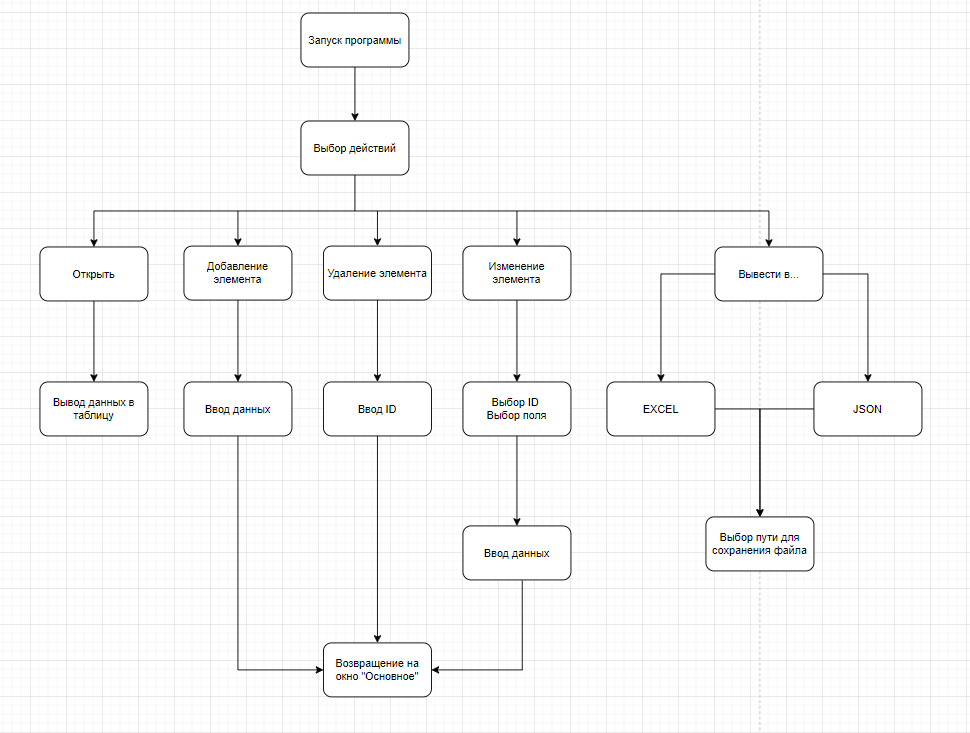 Запуск программы
Выбор действий
Открыть
Добавление
элемента
Удаление элемента
Изменение
элемента
Вывести в...
Вывод данных в
таблицу
Ввод данных
Ввод ID
Выбор ID
Выбор поля
EXCEL
JSON
Ввод данных
Выбор пути для
сохранения файла
Возвращение на
окно "Основное"